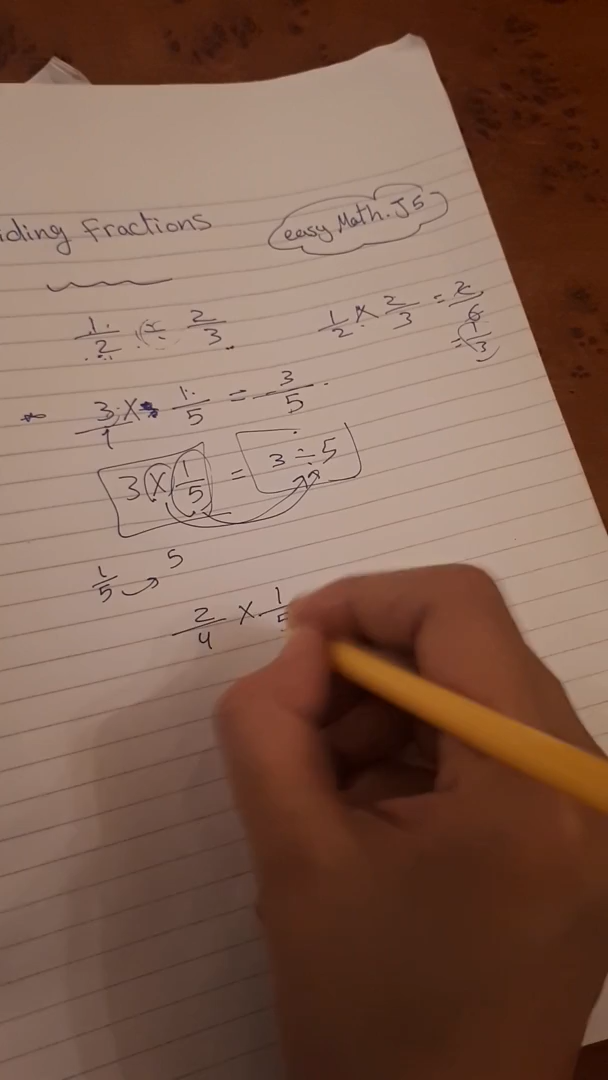 iding Fractions
easy Math.J5
1/2 ÷ 2/3
1/2 × 2/3 = 2/6
= 1/3
3/1 × 1/5 = 3/5
3 × 1/5 = 3 ÷ 5
1/5 → 5
2/4 × 1/5